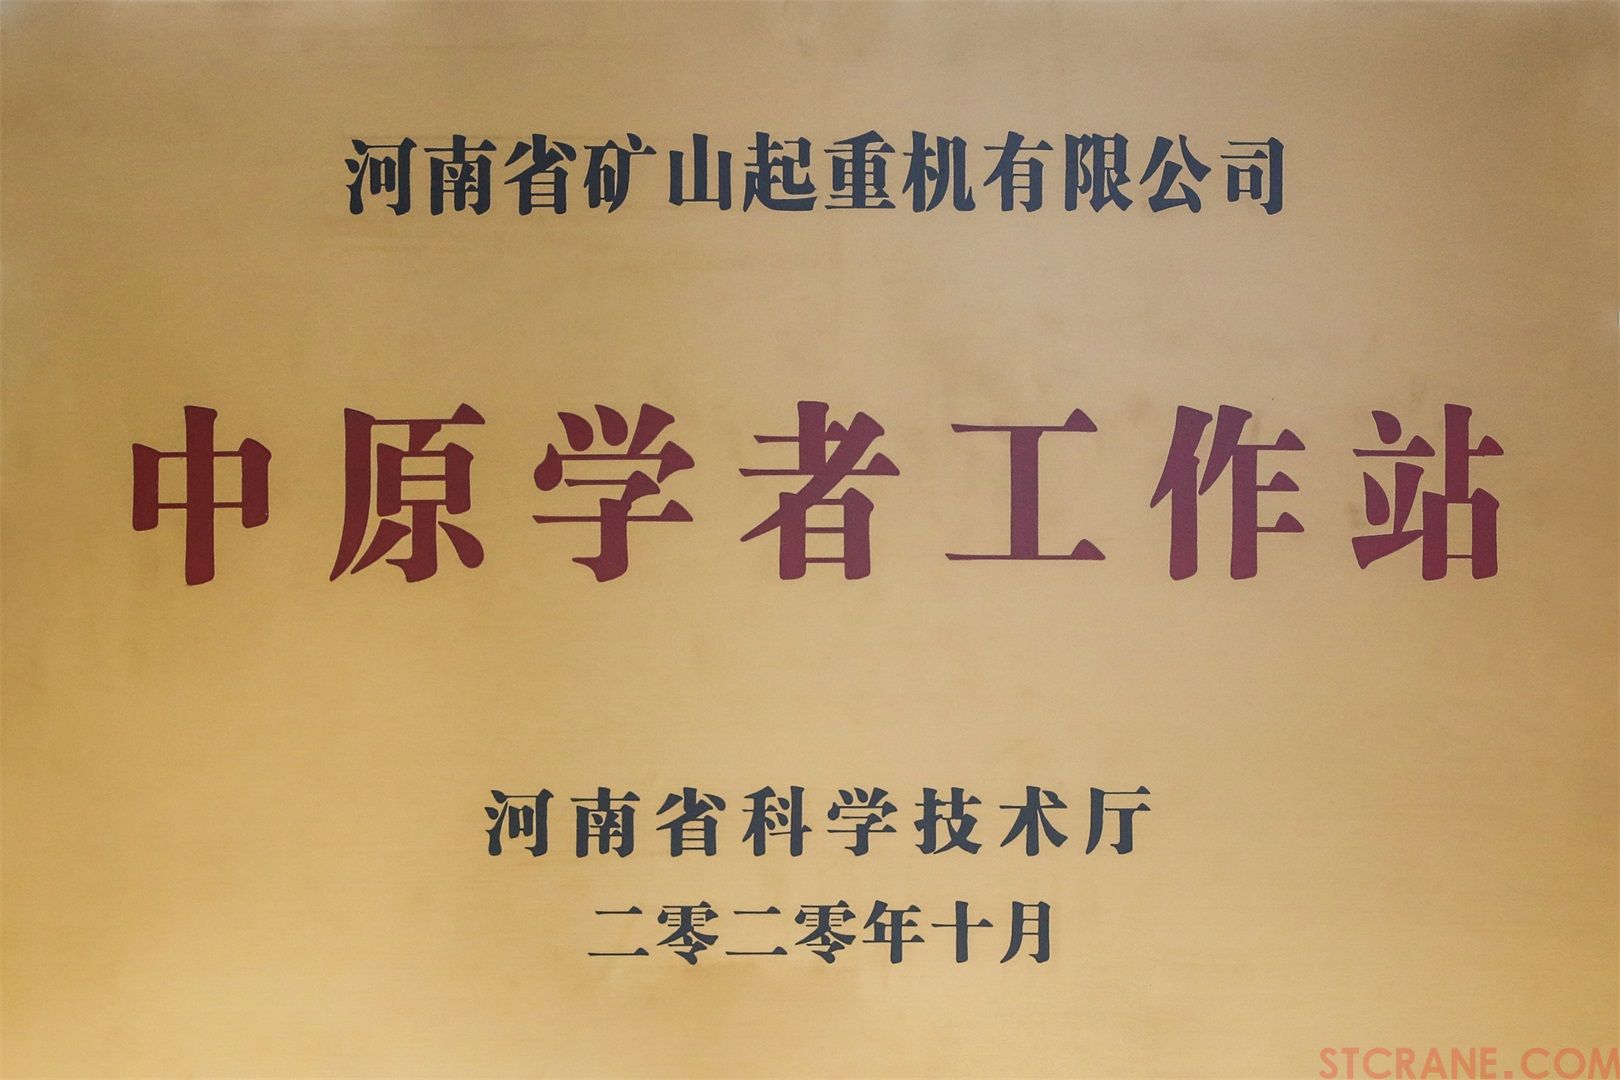 河南省矿山起重机有限公司
中原学者工作站
河南省科学技术厅
二零二零年十月
STCRANE.COM